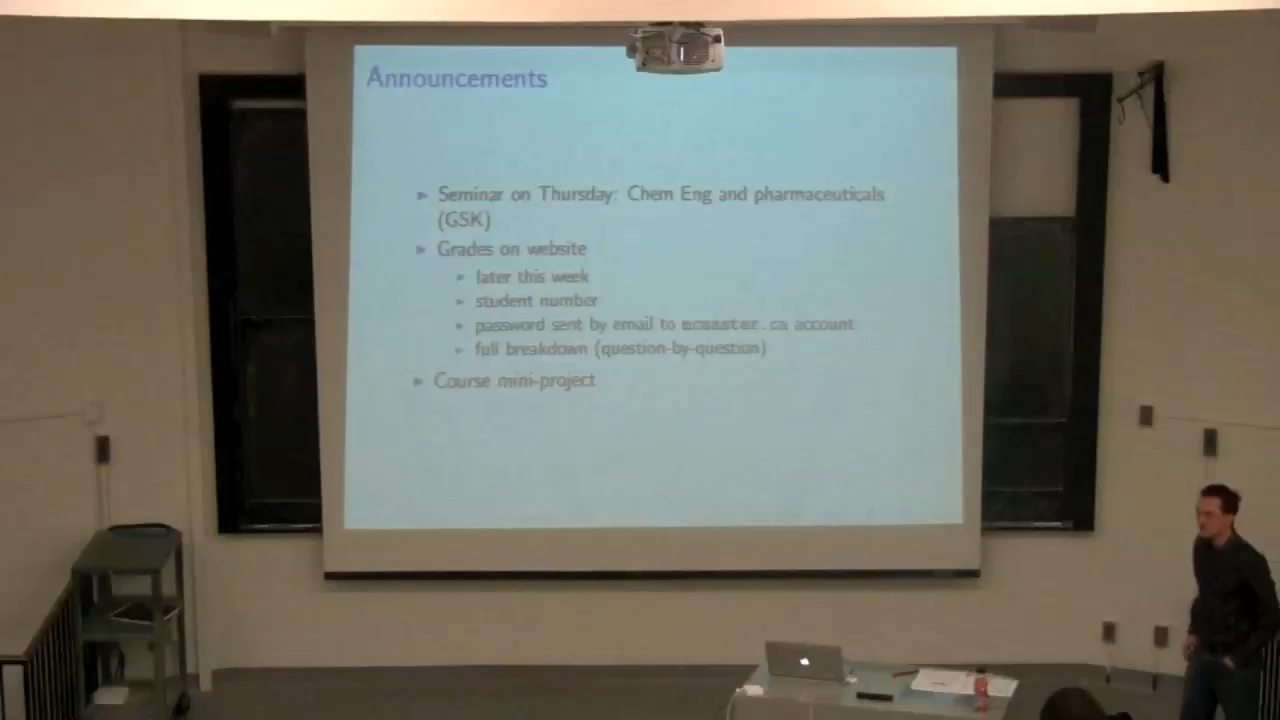 Announcements
Seminar on Thursday: Chem Eng and pharmaceuticals
(GSK)
Grades on website
later this week
student number
password sent by email to mcmaster.ca account
full breakdown (question-by-question)
Course mini-project